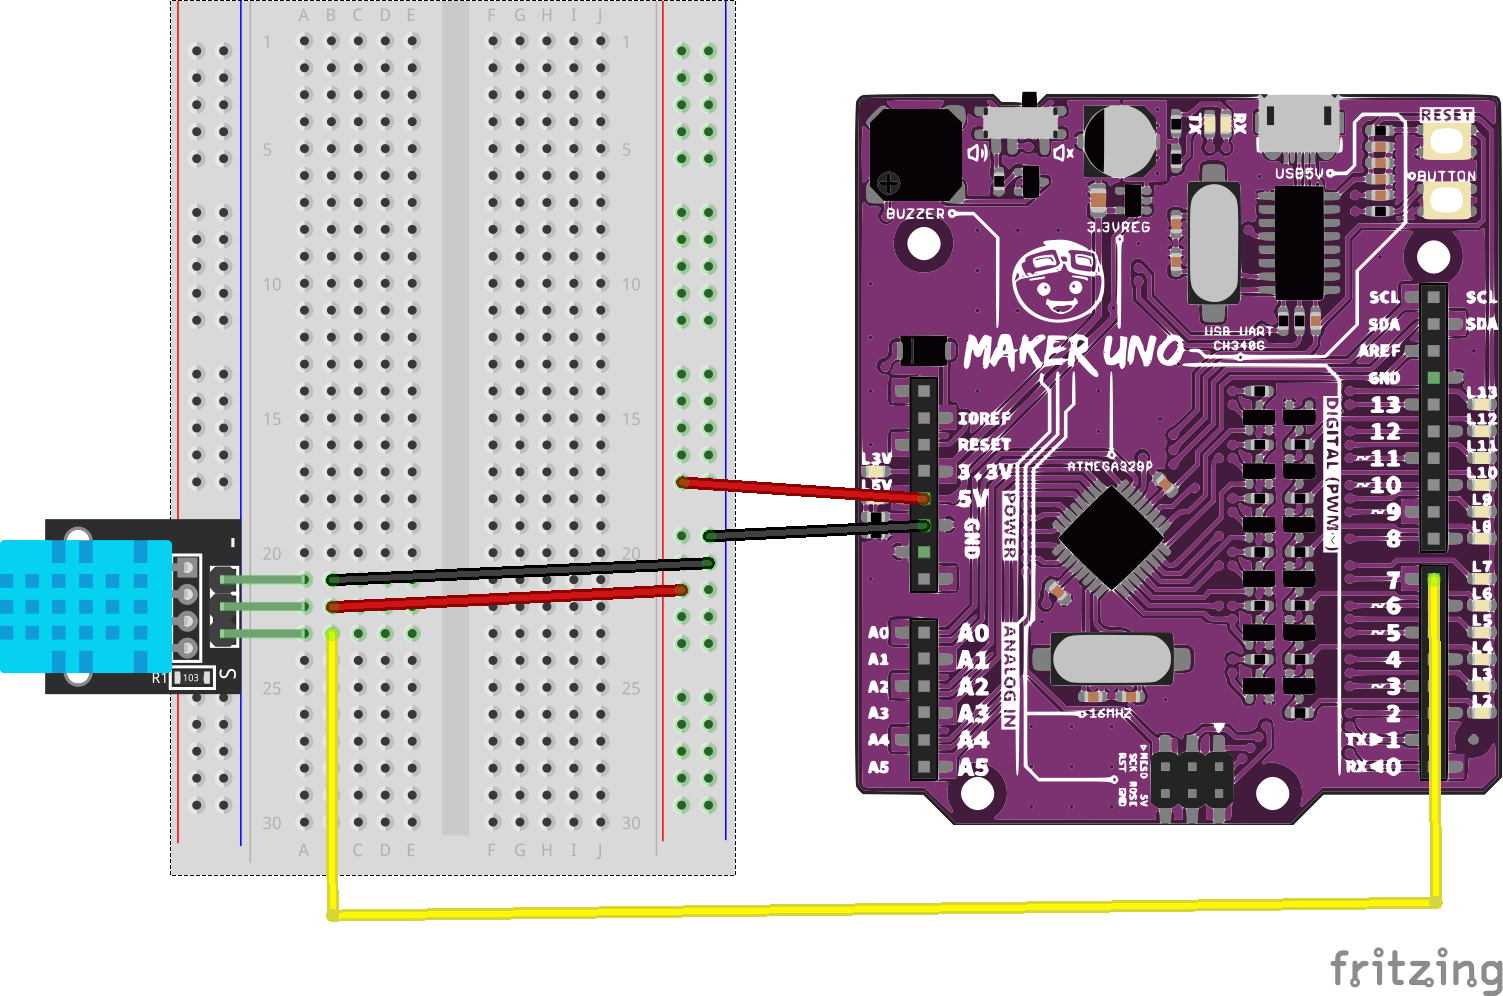 A B C D E F G H I J
1 1
5 5
10 10
15 15
20 20
25 25
30 30
A B C D E F G H I J
R1
103
-
S
BUZZER
TX
RX
3.3VREG
USB5V
RESET
BUTTON
MAKER UNO
USB UART
CH340G
ATMEGA328P
IOREF
RESET
3.3V
5V
GND
POWER
L3V
L5V
A0 A0
A1 A1
A2 A2
A3 A3
A4 A4
A5 A5
ANALOG IN
16MHZ
MISO 5V
SCK MOSI
RST GND
DIGITAL (PWM~)
SCL SCL
SDA SDA
AREF
GND
13 L13
12 L12
~11 L11
~10 L10
~9 L9
8 L8
7 L7
~6 L6
~5 L5
4 L4
~3 L3
2 L2
TX▶1
RX◀0
fritzing